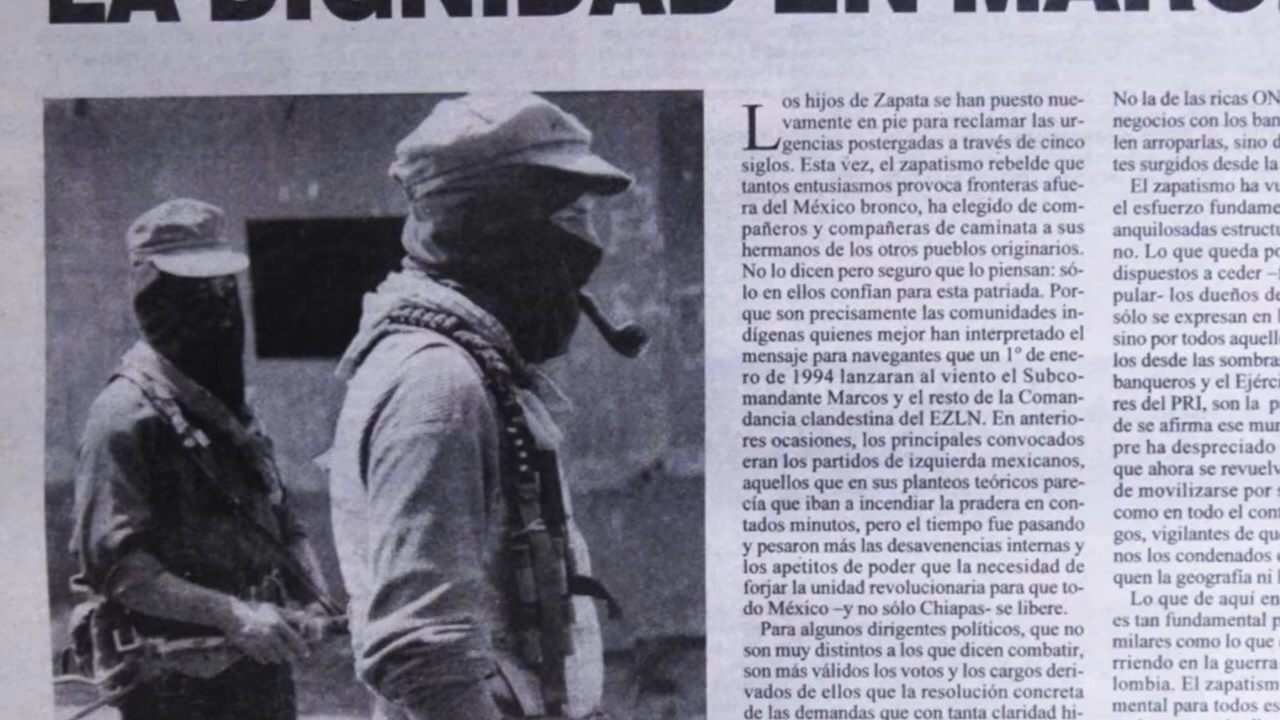 LA DIGNIDAD EN
Los hijos de Zapata se han puesto nue-
vamente en pie para reclamar las ur-
gencias postergadas a través de cinco
siglos. Esta vez, el zapatismo rebelde que
tantos entusiasmos provoca fronteras afue-
ra del México bronco, ha elegido de com-
pañeros y compañeras de caminata a sus
hermanos de los otros pueblos originarios.
No lo dicen pero seguro que lo piensan: só-
lo en ellos confían para esta patriada. Por-
que son precisamente las comunidades in-
dígenas quienes mejor han interpretado el
mensaje para navegantes que un 1º de ene-
ro de 1994 lanzaran al viento el Subco-
mandante Marcos y el resto de la Coman-
dancia clandestina del EZLN. En anterio-
res ocasiones, los principales convocados
eran los partidos de izquierda mexicanos,
aquellos que en sus planteos teóricos pare-
cía que iban a incendiar la pradera en con-
tados minutos, pero el tiempo fue pasando
y pesaron más las desavenencias internas y
los apetitos de poder que la necesidad de
forjar la unidad revolucionaria para que to-
do México –y no sólo Chiapas- se libere.
Para algunos dirigentes políticos, que no
son muy distintos a los que dicen combatir,
son más válidos los votos y los cargos deri-
vados de ellos que la resolución concreta
de las demandas que con tanta claridad hi-
No la de las ricas ON
negocios con los ban
len arroparlas, sino d
tes surgidos desde la
El zapatismo ha vu
el esfuerzo fundame
anquilosadas estructu
no. Lo que queda po
dispuestos a ceder –
pular- los dueños de
sólo se expresan en
sino por todos aquell
los desde las sombra
banqueros y el Ejérci
res del PRI, son la p
de se afirma ese mun
pre ha despreciado
que ahora se revuelv
de movilizarse por
como en todo el con
gos, vigilantes de qu
nos los condenados
quen la geografía ni
Lo que de aquí en
es tan fundamental p
milares como lo que
rriendo en la guerra
lombia. El zapatism
mental para todos es